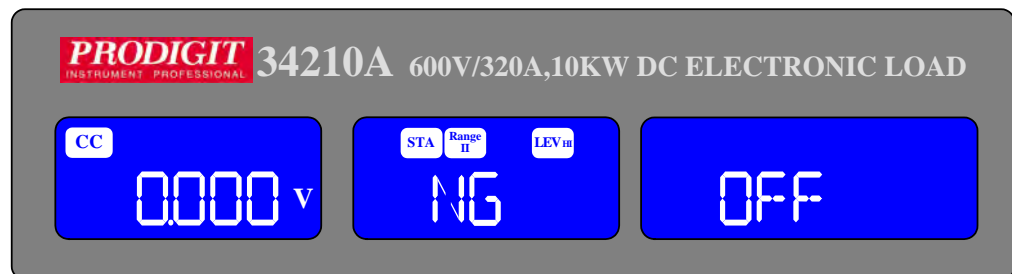 PRODIGIT 34210A 600V/320A,10KW DC ELECTRONIC LOAD
INSTRUMENT PROFESSIONAL
CC STA Range II LEV HI
0.000 V NG OFF